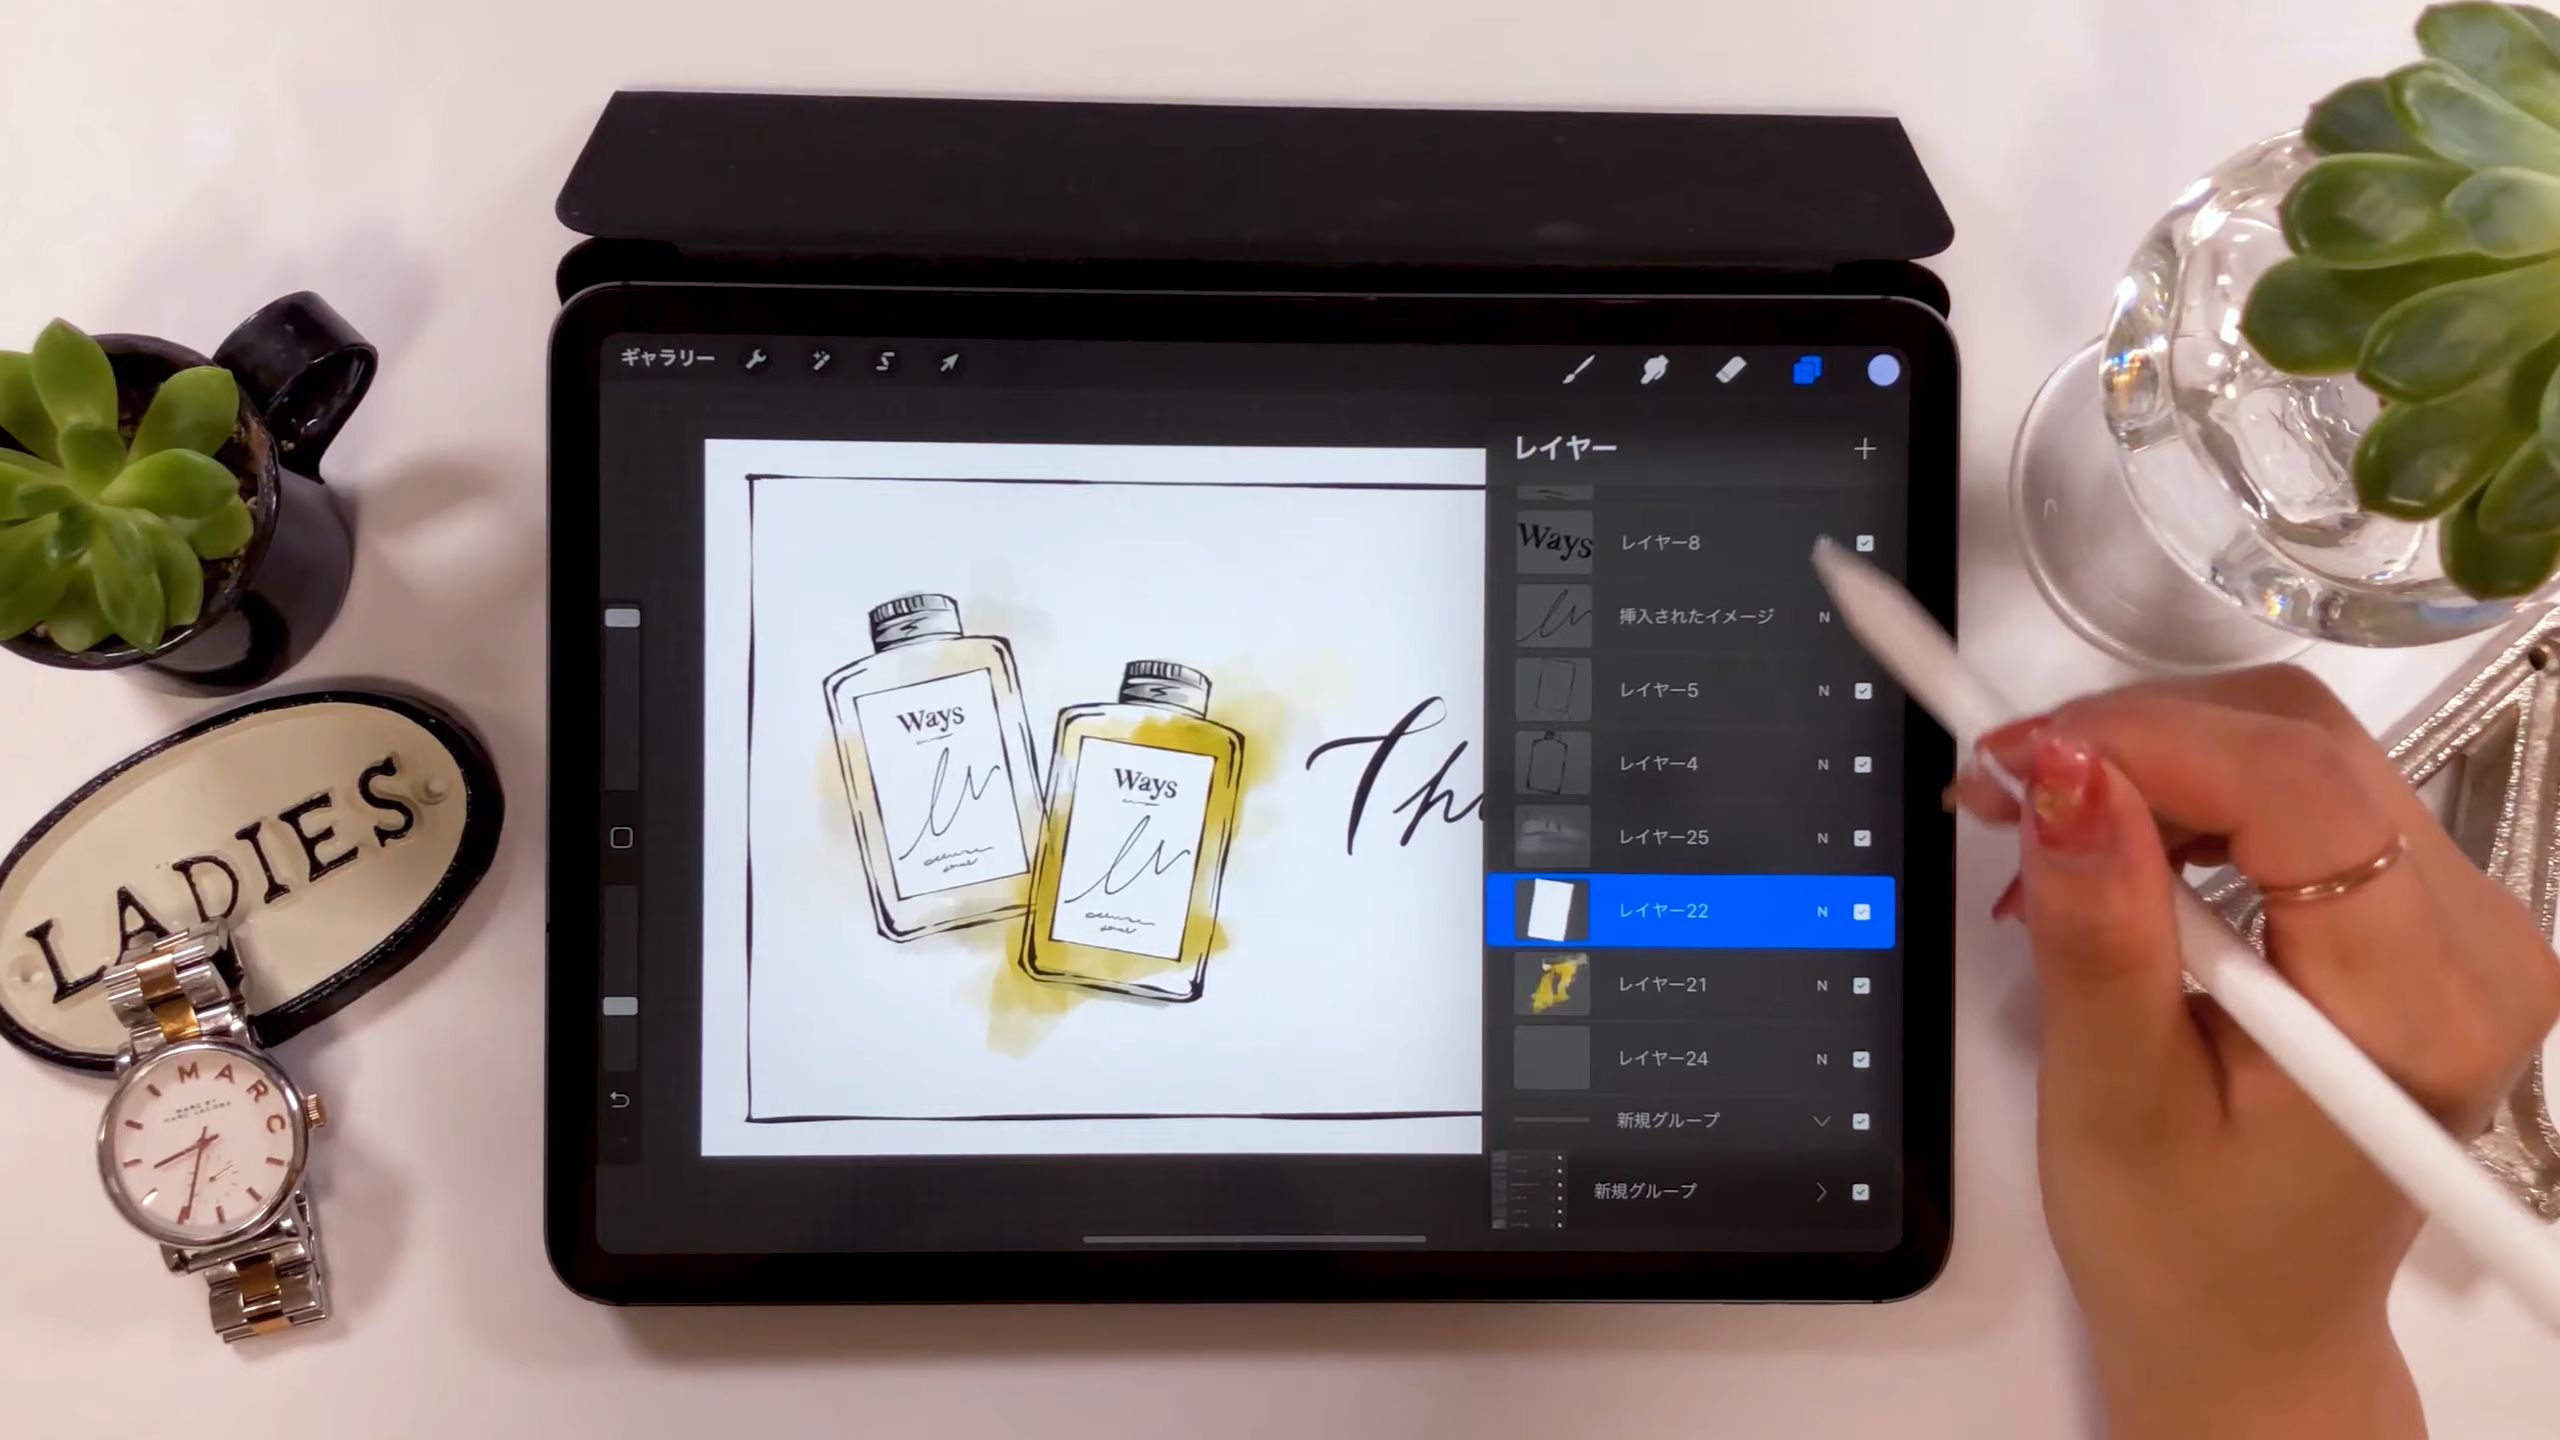 ギャラリー
レイヤー
Ways
レイヤー8
挿入されたイメージ
N
レイヤー5
N
レイヤー4
N
レイヤー25
N
レイヤー22
N
レイヤー21
N
レイヤー24
N
新規グループ
新規グループ
Ways
Ways
Th
LADIES
MARC
MARC BY
MARC JACOBS